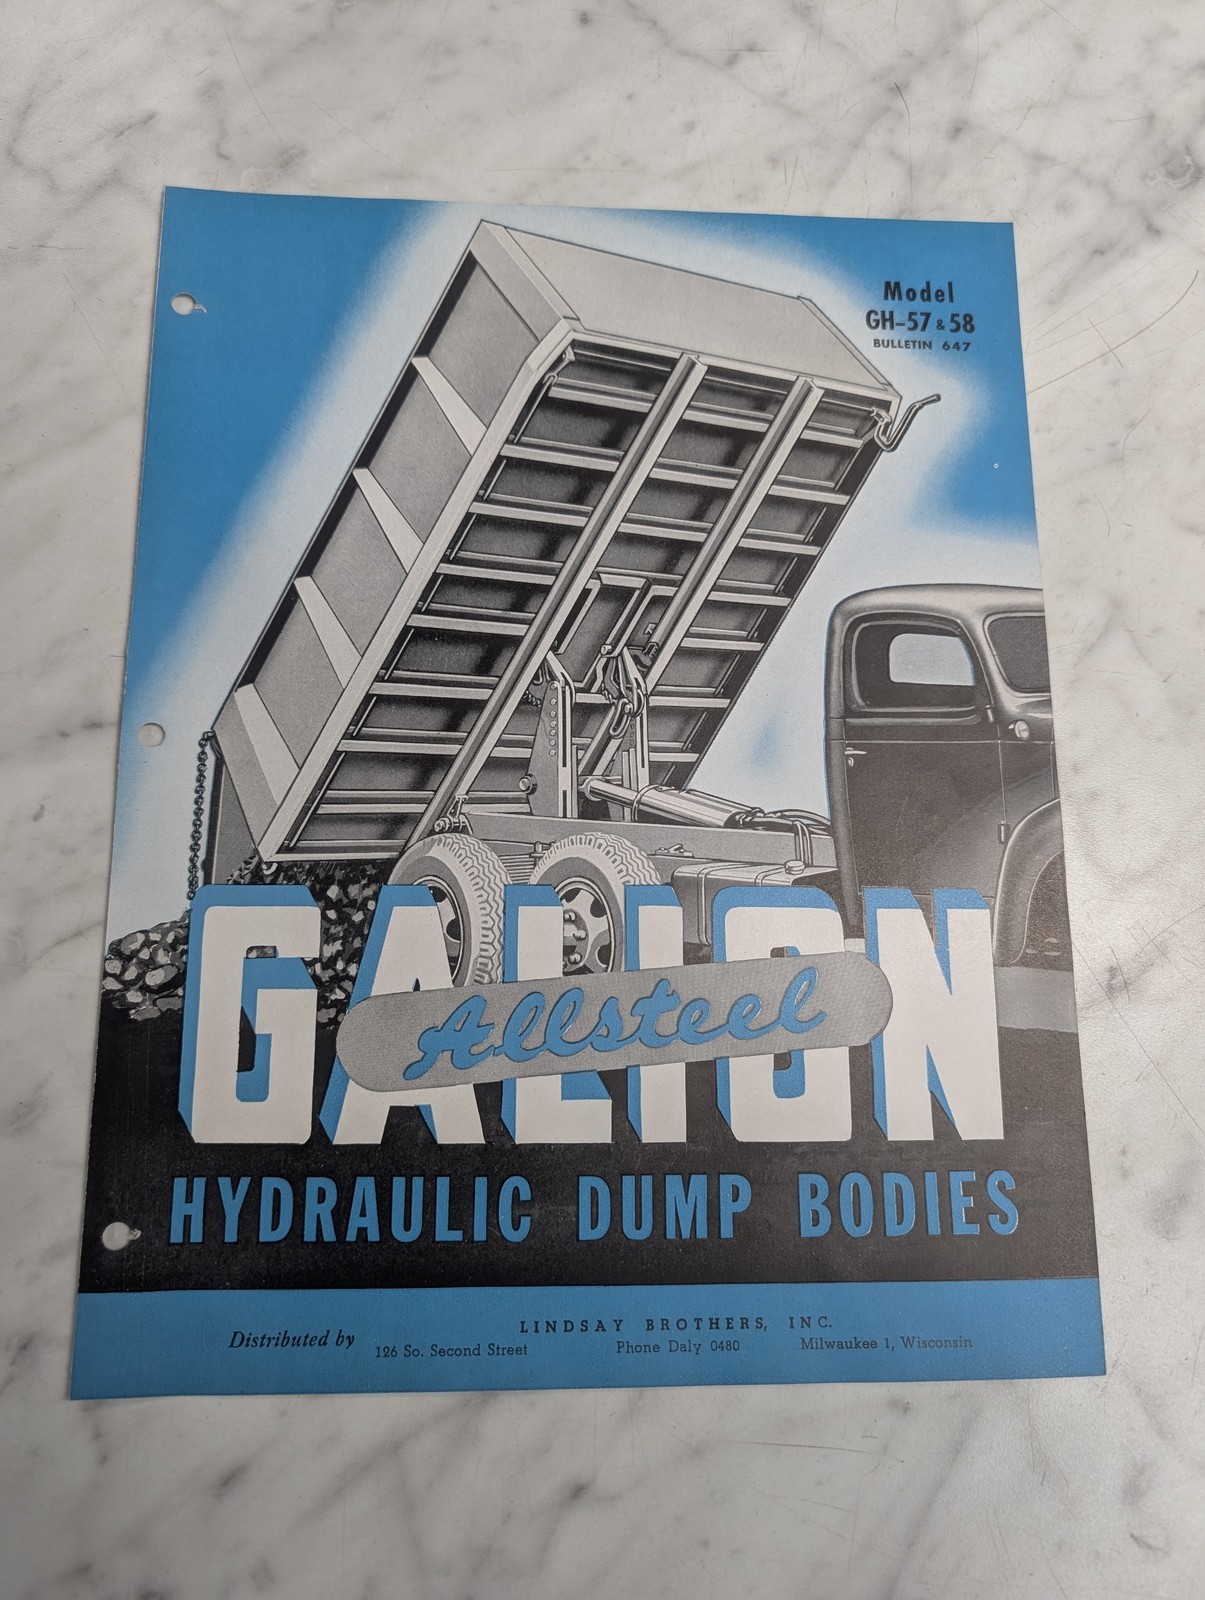 Model
GH-57 & 58
BULLETIN 647
GALION
Allsteel
HYDRAULIC DUMP BODIES
Distributed by
LINDSAY BROTHERS, INC.
126 So. Second Street Phone Daly 0480 Milwaukee 1, Wisconsin